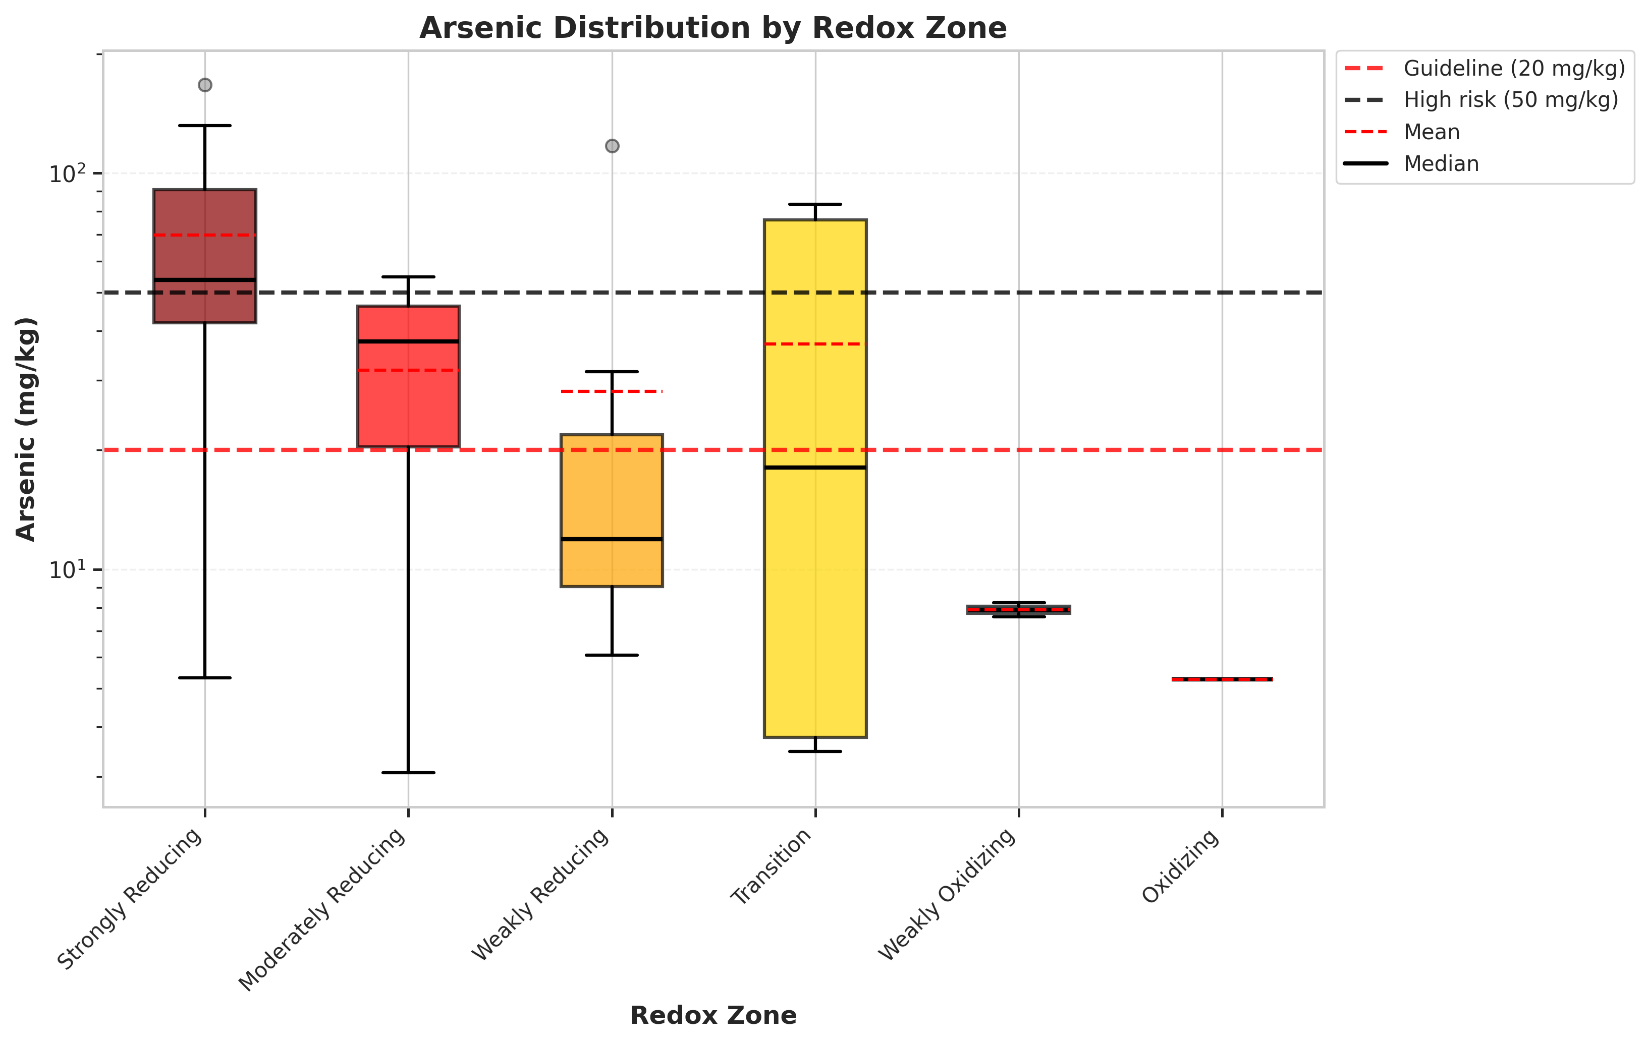 Arsenic Distribution by Redox Zone
Guideline (20 mg/kg)
High risk (50 mg/kg)
Mean
Median
Arsenic (mg/kg)
10²
10¹
Strongly Reducing
Moderately Reducing
Weakly Reducing
Transition
Weakly Oxidizing
Oxidizing
Redox Zone